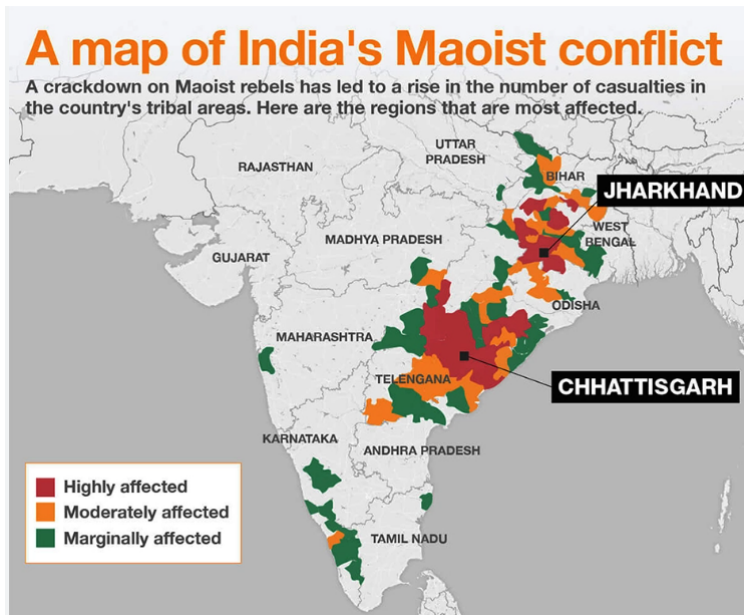 A map of India's Maoist conflict
A crackdown on Maoist rebels has led to a rise in the number of casualties in
the country's tribal areas. Here are the regions that are most affected.
UTTAR
PRADESH
RAJASTHAN
BIHAR
JHARKHAND
WEST
BENGAL
MADHYA PRADESH
GUJARAT
ODISHA
MAHARASHTRA
TELENGANA
CHHATTISGARH
KARNATAKA
ANDHRA PRADESH
Highly affected
Moderately affected
Marginally affected
TAMIL NADU